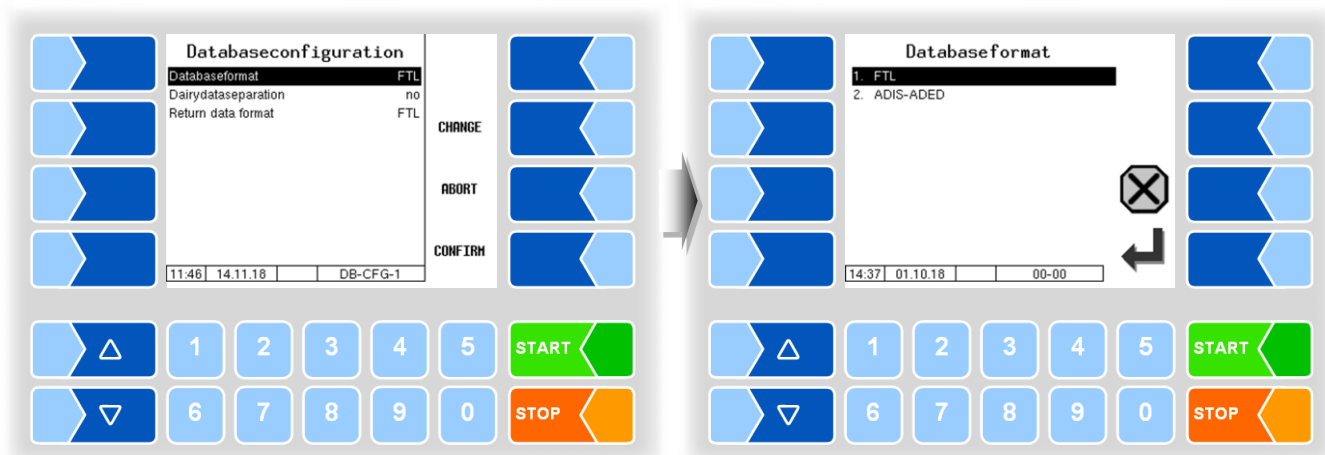 Databaseconfiguration
Databaseformat FTL
Dairydataseparation no
Return data format FTL
CHANGE
ABORT
CONFIRM
11:46 14.11.18 DB-CFG-1
1 2 3 4 5 START
6 7 8 9 0 STOP
Databaseformat
1. FTL
2. ADIS-ADED
14:37 01.10.18 00-00
1 2 3 4 5 START
6 7 8 9 0 STOP